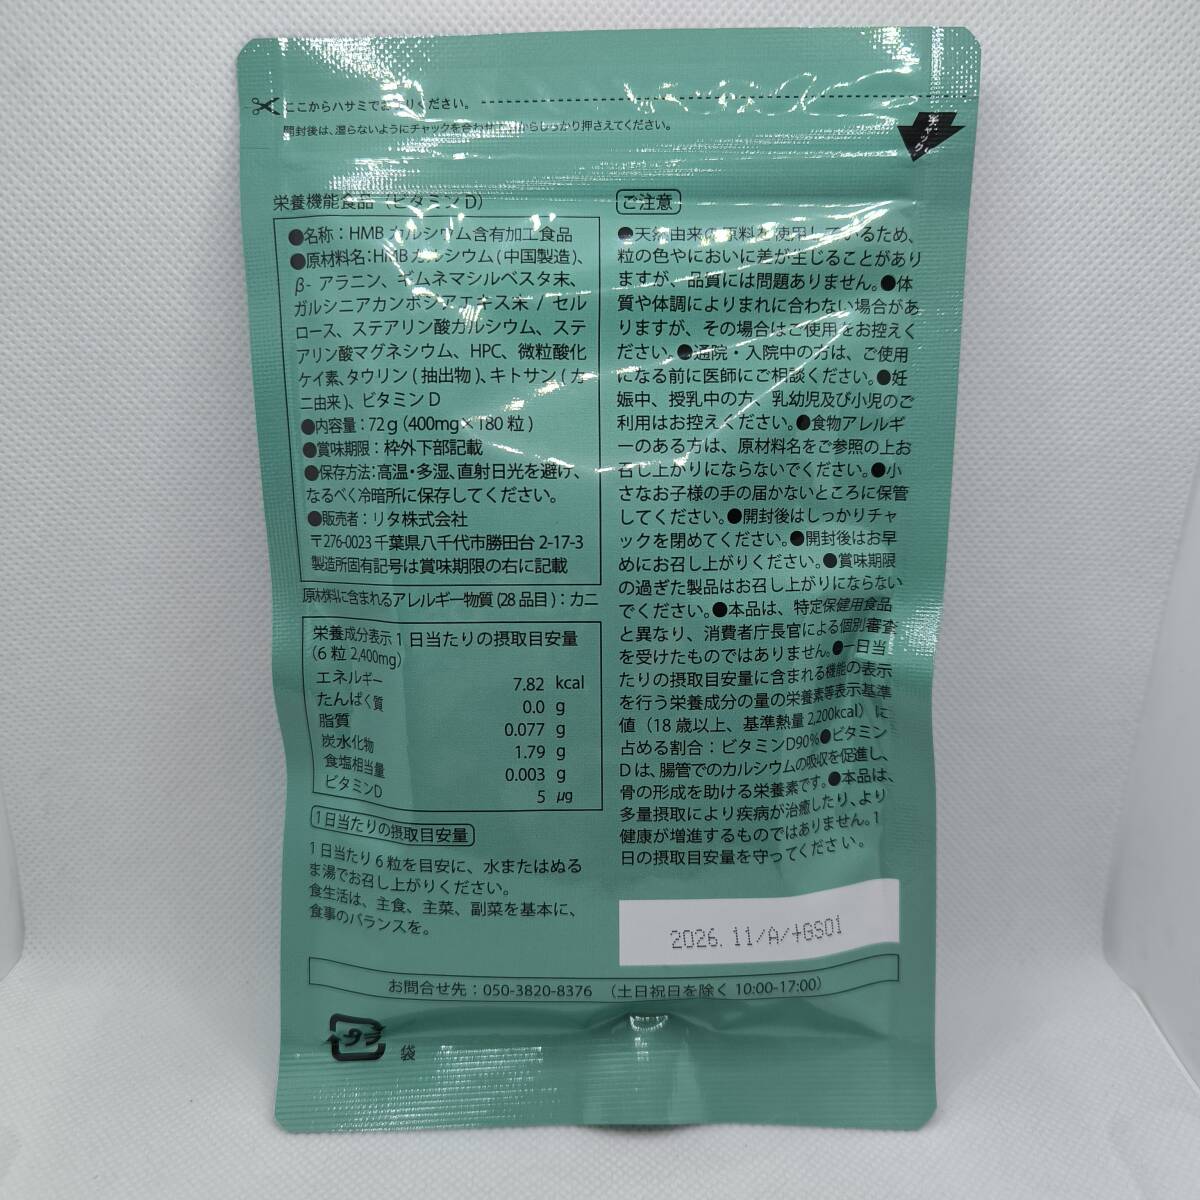 ここからハサミでお切りください。
開封後は、湿らないようにチャックを合わせ からしっかり押さえてください。
チャック
栄養機能食品（ビタミンD）
●名称：HMBカルシウム含有加工食品
●原材料名：HMBカルシウム（中国製造）、
β-アラニン、ギムネマシルベスタ末、
ガルシニアカンボジアエキス末 / セル
ロース、ステアリン酸カルシウム、ステ
アリン酸マグネシウム、HPC、微粒酸化
ケイ素、タウリン（抽出物）、キトサン（カ
ニ由来）、ビタミンD
●内容量：72g（400mg×180粒）
●賞味期限：枠外下部記載
●保存方法：高温・多湿、直射日光を避け、
なるべく冷暗所に保存してください。
●販売者：リタ株式会社
〒276-0023 千葉県八千代市勝田台 2-17-3
製造所固有記号は賞味期限の右に記載
原材料に含まれるアレルギー物質（28品目）：カニ
栄養成分表示 1日当たりの摂取目安量
（6粒 2,400mg）
エネルギー 7.82 kcal
たんぱく質 0.0 g
脂質 0.077 g
炭水化物 1.79 g
食塩相当量 0.003 g
ビタミンD 5 μg
1日当たりの摂取目安量
1日当たり6粒を目安に、水またはぬる
ま湯でお召し上がりください。
食生活は、主食、主菜、副菜を基本に、
食事のバランスを。
ご注意
●天然由来の原料を使用しているため、
粒の色やにおいに差が生じることがあり
ますが、品質には問題ありません。●体
質や体調によりまれに合わない場合があ
りますが、その場合はご使用をお控えく
ださい。●通院・入院中の方は、ご使用
になる前に医師にご相談ください。●妊
娠中、授乳中の方、乳幼児及び小児のご
利用はお控えください。●食物アレルギ
ーのある方は、原材料名をご参照の上お
召し上がりにならないでください。●小
さなお子様の手の届かないところに保管
してください。●開封後はしっかりチャ
ックを閉めてください。●開封後はお早
めにお召し上がりください。●賞味期限
の過ぎた製品はお召し上がりにならない
でください。●本品は、特定保健用食品
と異なり、消費者庁長官による個別審査
を受けたものではありません。●一日当
たりの摂取目安量に含まれる機能の表示
を行う栄養成分の量の栄養素等表示基準
値（18歳以上、基準熱量2,200kcal）に
占める割合：ビタミンD90%●ビタミン
Dは、腸管でのカルシウムの吸収を促進し、
骨の形成を助ける栄養素です。●本品は、
多量摂取により疾病が治癒したり、より
健康が増進するものではありません。1
日の摂取目安量を守ってください。
2026.11/A/+GS01
お問合せ先：050-3820-8376 （土日祝日を除く 10:00-17:00）
プラ
袋